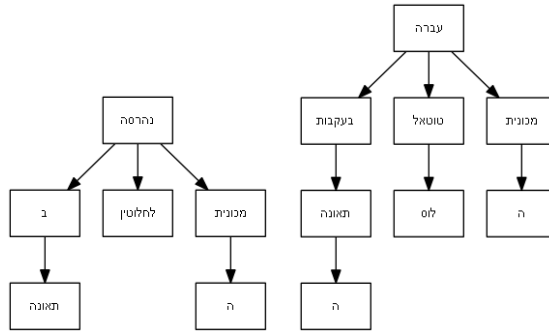 עברה
מכונית
טוטאל
בעקבות
ה
לוס
תאונה
ה
נהרסה
מכונית
לחלוטין
ב
ה
תאונה